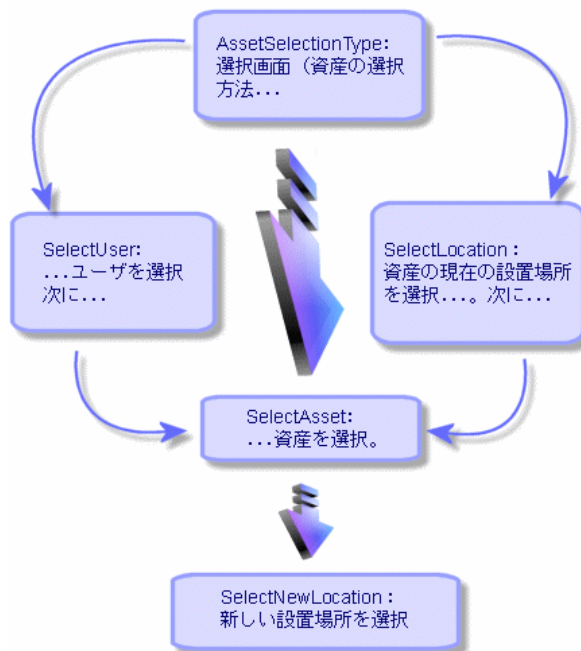 AssetSelectionType:
選択画面（資産の選択
方法...
SelectUser:
...ユーザを選択
次に...
SelectLocation :
資産の現在の設置場所
を選択...。次に...
SelectAsset:
...資産を選択。
SelectNewLocation :
新しい設置場所を選択